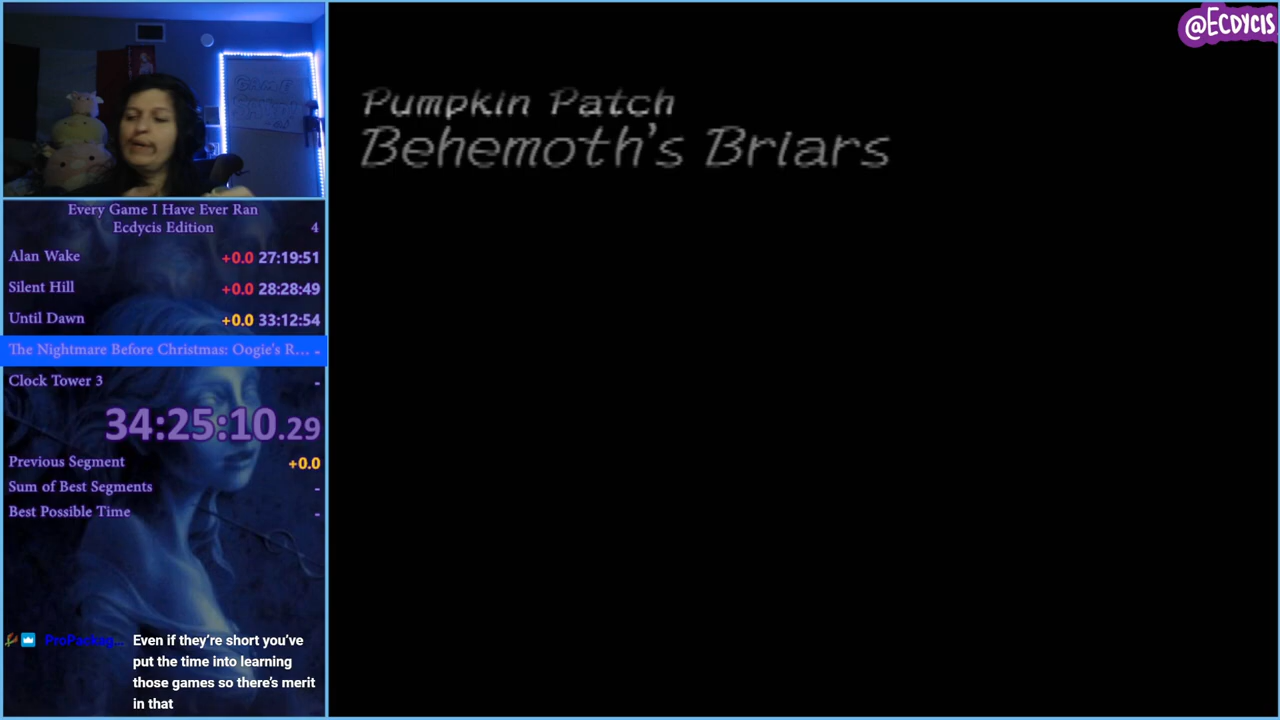 @ECDYCIS
Pumpkin Patch
Behemoth's Briars
GAME
Every Game I Have Ever Ran
Ecdycis Edition 4
Alan Wake +0.0 27:19:51
Silent Hill +0.0 28:28:49
Until Dawn +0.0 33:12:54
The Nightmare Before Christmas: Oogie's R... -
Clock Tower 3 -
34:25:10.29
Previous Segment +0.0
Sum of Best Segments -
Best Possible Time -
ProPackag... Even if they're short you've
put the time into learning
those games so there's merit
in that